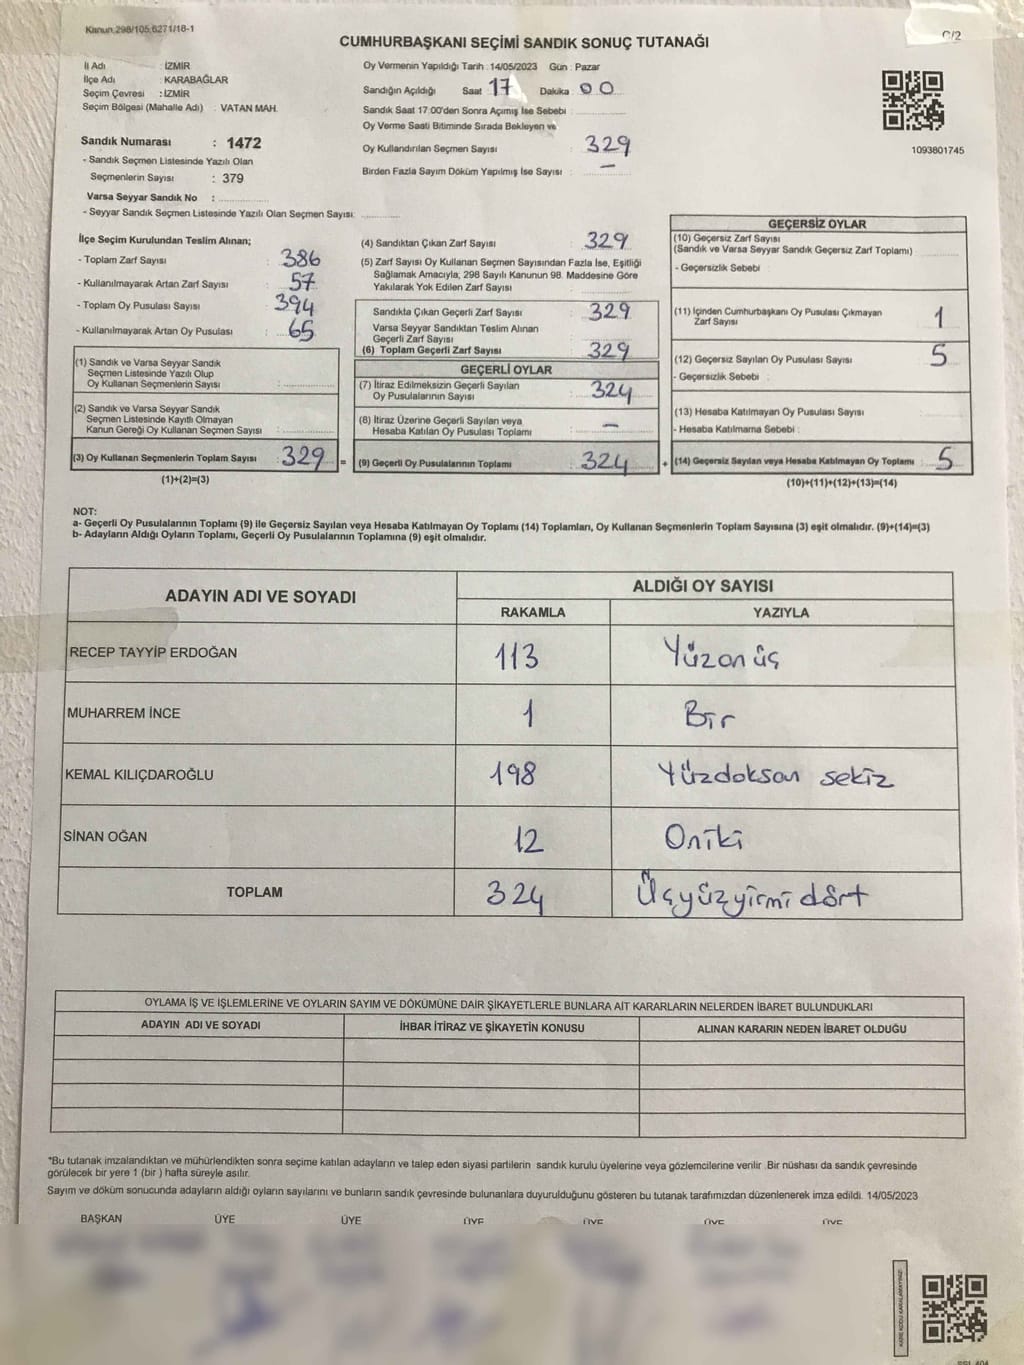 Kanun 298/105,6271/18-1
C/2
CUMHURBAŞKANI SEÇİMİ SANDIK SONUÇ TUTANAĞI
İl Adı : İZMİR
İlçe Adı : KARABAĞLAR
Seçim Çevresi : İZMİR
Seçim Bölgesi (Mahalle Adı) : VATAN MAH.
Sandık Numarası : 1472
- Sandık Seçmen Listesinde Yazılı Olan
Seçmenlerin Sayısı : 379
Varsa Seyyar Sandık No :
- Seyyar Sandık Seçmen Listesinde Yazılı Olan Seçmen Sayısı:
Oy Vermenin Yapıldığı Tarih : 14/05/2023 Gün : Pazar
Sandığın Açıldığı Saat 17 Dakika 00
Sandık Saat 17:00'den Sonra Açımış İse Sebebi :
Oy Verme Saati Bitiminde Sırada Bekleyen ve
Oy Kullandırılan Seçmen Sayısı : 329
Birden Fazla Sayım Döküm Yapılmış İse Sayısı : —
1093801745
İlçe Seçim Kurulundan Teslim Alınan;
- Toplam Zarf Sayısı : 386
- Kullanılmayarak Artan Zarf Sayısı : 57
- Toplam Oy Pusulası Sayısı : 394
- Kullanılmayarak Artan Oy Pusulası : 65
(1) Sandık ve Varsa Seyyar Sandık
Seçmen Listesinde Yazılı Olup
Oy Kullanan Seçmenlerin Sayısı :
(2) Sandık ve Varsa Seyyar Sandık
Seçmen Listesinde Kayıtlı Olmayan
Kanun Gereği Oy Kullanan Seçmen Sayısı :
(3) Oy Kullanan Seçmenlerin Toplam Sayısı : 329 =
(1)+(2)=(3)
(4) Sandıktan Çıkan Zarf Sayısı : 329
(5) Zarf Sayısı Oy Kullanan Seçmen Sayısından Fazla İse, Eşitliği
Sağlamak Amacıyla, 298 Sayılı Kanunun 98. Maddesine Göre
Yakılarak Yok Edilen Zarf Sayısı :
Sandıkta Çıkan Geçerli Zarf Sayısı : 329
Varsa Seyyar Sandıktan Teslim Alınan
Geçerli Zarf Sayısı :
(6) Toplam Geçerli Zarf Sayısı : 329
GEÇERLİ OYLAR
(7) İtiraz Edilmeksizin Geçerli Sayılan
Oy Pusulalarının Sayısı : 324
(8) İtiraz Üzerine Geçerli Sayılan veya
Hesaba Katılan Oy Pusulası Toplamı : —
(9) Geçerli Oy Pusulalarının Toplamı : 324 +
GEÇERSİZ OYLAR
(10) Geçersiz Zarf Sayısı
(Sandık ve Varsa Seyyar Sandık Geçersiz Zarf Toplamı) :
- Geçersizlik Sebebi :
(11) İçinden Cumhurbaşkanı Oy Pusulası Çıkmayan
Zarf Sayısı : 1
(12) Geçersiz Sayılan Oy Pusulası Sayısı : 5
- Geçersizlik Sebebi :
(13) Hesaba Katılmayan Oy Pusulası Sayısı :
- Hesaba Katılmama Sebebi :
(14) Geçersiz Sayılan veya Hesaba Katılmayan Oy Toplamı : 5
(10)+(11)+(12)+(13)=(14)
NOT:
a- Geçerli Oy Pusulalarının Toplamı (9) ile Geçersiz Sayılan veya Hesaba Katılmayan Oy Toplamı (14) Toplamları, Oy Kullanan Seçmenlerin Toplam Sayısına (3) eşit olmalıdır. (9)+(14)=(3)
b- Adayların Aldığı Oyların Toplamı, Geçerli Oy Pusulalarının Toplamına (9) eşit olmalıdır.
ADAYIN ADI VE SOYADI ALDIĞI OY SAYISI
RAKAMLA YAZIYLA
RECEP TAYYİP ERDOĞAN 113 Yüzonüç
MUHARREM İNCE 1 Bir
KEMAL KILIÇDAROĞLU 198 Yüzdoksan sekiz
SİNAN OĞAN 12 Oniki
TOPLAM 324 Üçyüzyirmi dört
OYLAMA İŞ VE İŞLEMLERİNE VE OYLARIN SAYIM VE DÖKÜMÜNE DAİR ŞİKAYETLERLE BUNLARA AİT KARARLARIN NELERDEN İBARET BULUNDUKLARI
ADAYIN ADI VE SOYADI İHBAR İTİRAZ VE ŞİKAYETİN KONUSU ALINAN KARARIN NEDEN İBARET OLDUĞU
*Bu tutanak imzalandıktan ve mühürlendikten sonra seçime katılan adayların ve talep eden siyasi partilerin sandık kurulu üyelerine veya gözlemcilerine verilir. Bir nüshası da sandık çevresinde
görülecek bir yere 1 (bir ) hafta süreyle asılır.
Sayım ve döküm sonucunda adayların aldığı oyların sayılarını ve bunların sandık çevresinde bulunanlara duyurulduğunu gösteren bu tutanak tarafımızdan düzenlenerek imza edildi. 14/05/2023
BAŞKAN ÜYE ÜYE ÜYE ÜYE ÜYE ÜYE
KARE KODU KARALAMAYINIZ!